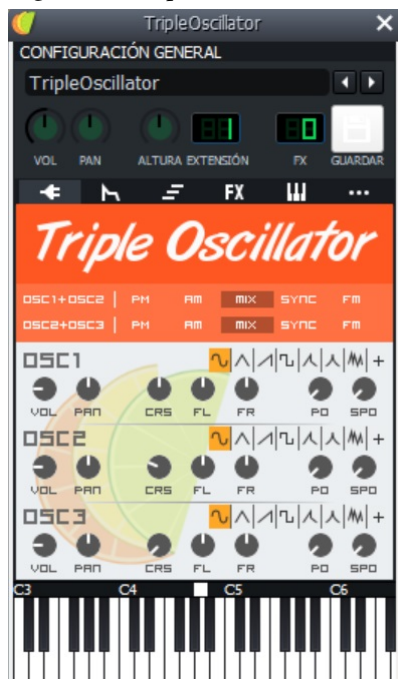 TripleOscillator
CONFIGURACIÓN GENERAL
TripleOscillator
1 0
VOL PAN ALTURA EXTENSIÓN FX GUARDAR
FX
Triple Oscillator
OSC1+OSC2 | PM AM MIX SYNC FM
OSC2+OSC3 | PM AM MIX SYNC FM
OSC1
VOL PAN CRS FL FR PO SPO
OSC2
VOL PAN CRS FL FR PO SPO
OSC3
VOL PAN CRS FL FR PO SPO
C3 C4 C5 C6